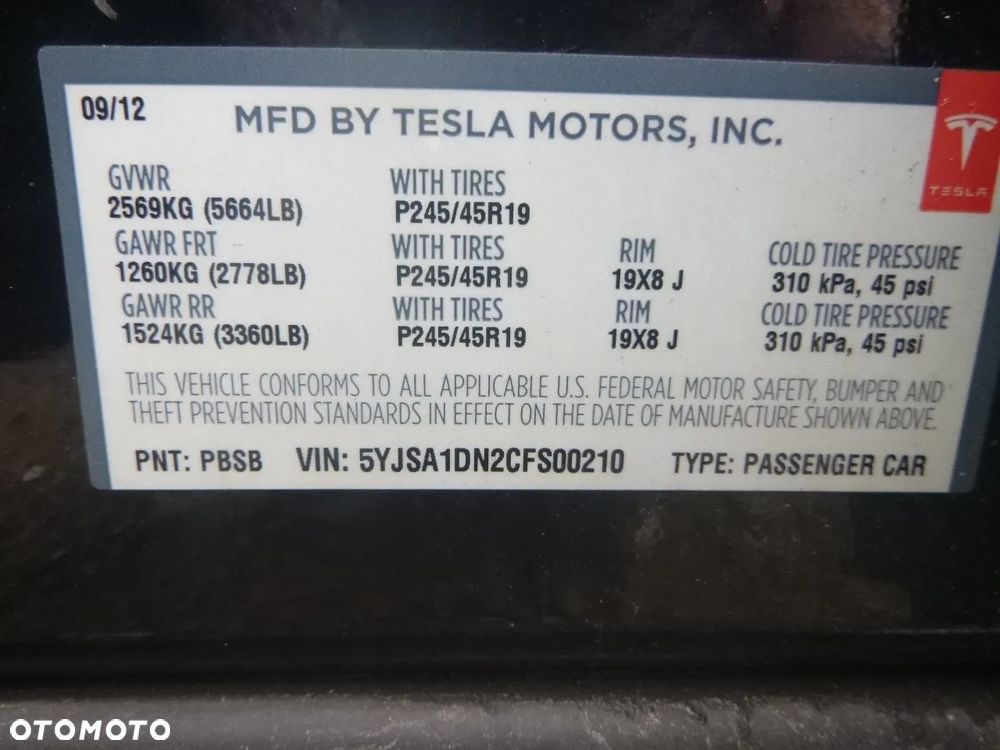 09/12 MFD BY TESLA MOTORS, INC.
TESLA
GVWR WITH TIRES
2569KG (5664LB) P245/45R19
GAWR FRT WITH TIRES RIM COLD TIRE PRESSURE
1260KG (2778LB) P245/45R19 19X8 J 310 kPa, 45 psi
GAWR RR WITH TIRES RIM COLD TIRE PRESSURE
1524KG (3360LB) P245/45R19 19X8 J 310 kPa, 45 psi
THIS VEHICLE CONFORMS TO ALL APPLICABLE U.S. FEDERAL MOTOR SAFETY, BUMPER AND
THEFT PREVENTION STANDARDS IN EFFECT ON THE DATE OF MANUFACTURE SHOWN ABOVE.
PNT: PBSB VIN: 5YJSA1DN2CFS00210 TYPE: PASSENGER CAR
OTOMOTO